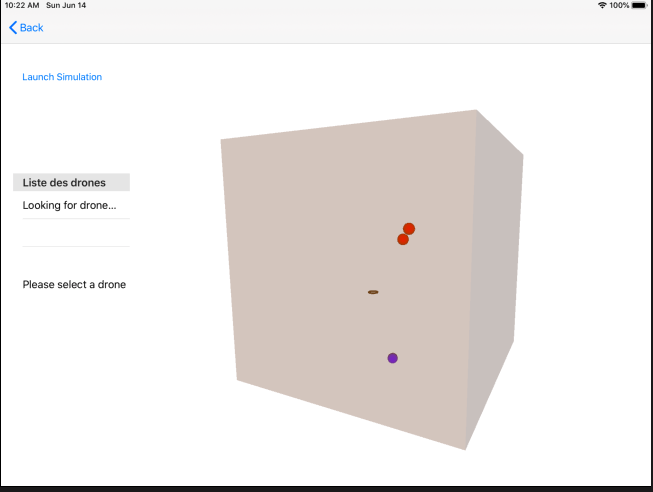 10:22 AM Sun Jun 14 100%
Back
Launch Simulation
Liste des drones
Looking for drone...
Please select a drone